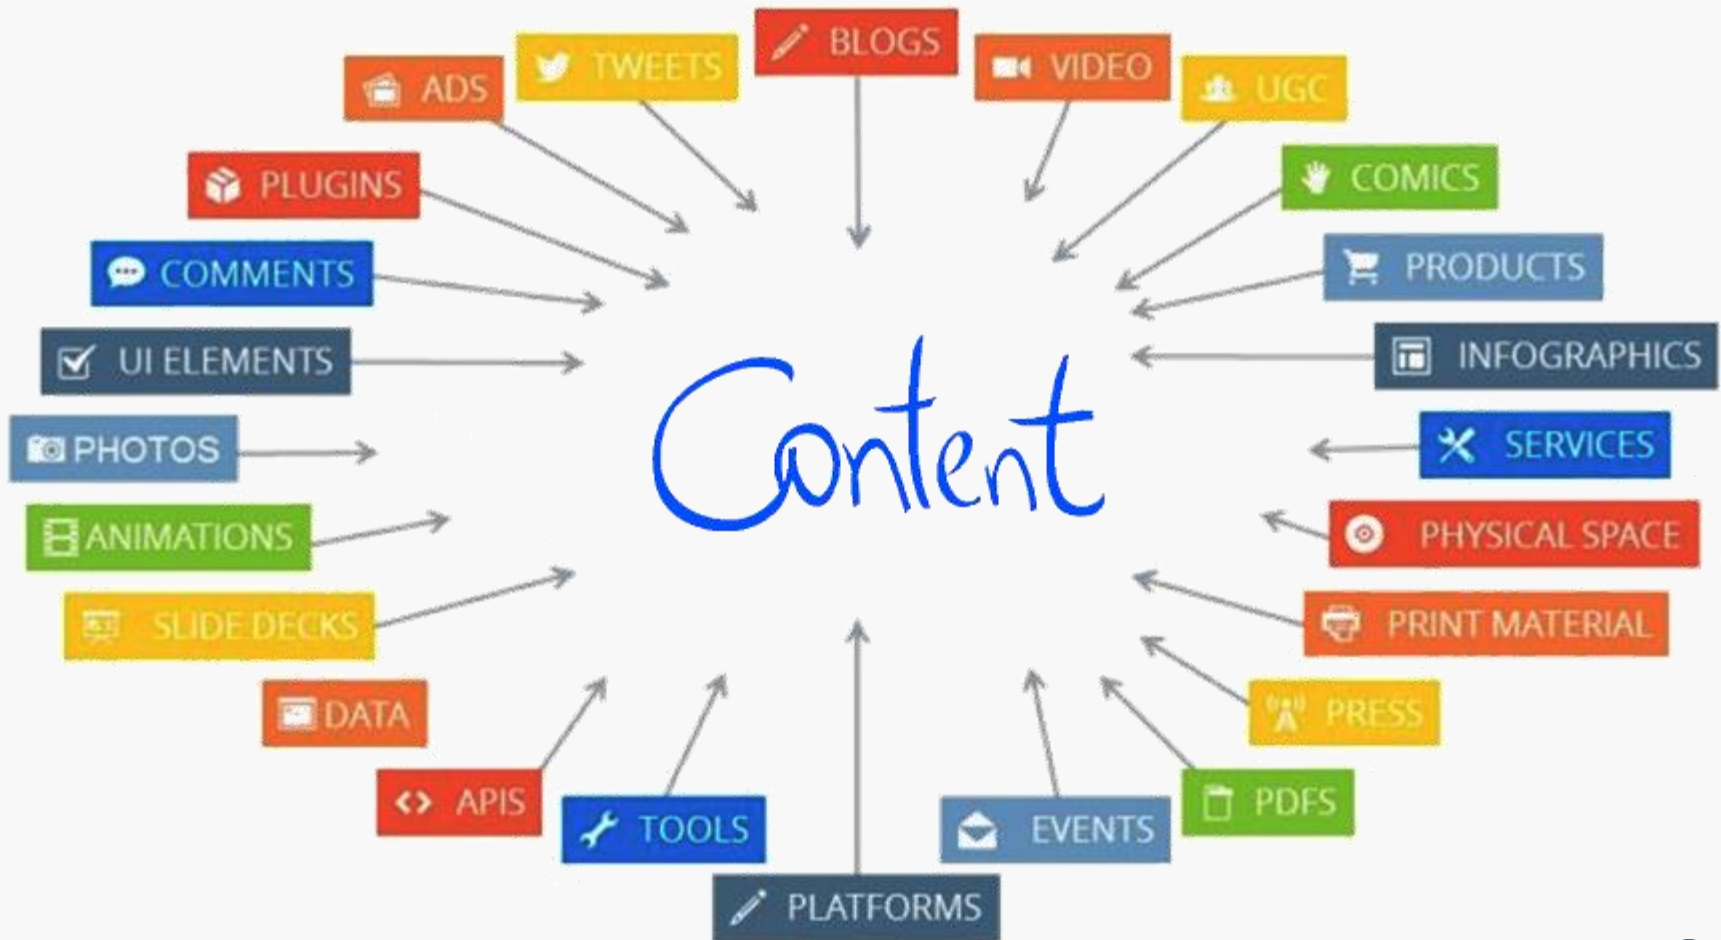 BLOGS
TWEETS
VIDEO
ADS
UGC
PLUGINS
COMICS
COMMENTS
PRODUCTS
UI ELEMENTS
INFOGRAPHICS
Content
PHOTOS
SERVICES
ANIMATIONS
PHYSICAL SPACE
SLIDE DECKS
PRINT MATERIAL
DATA
PRESS
APIS
PDFS
TOOLS
EVENTS
PLATFORMS